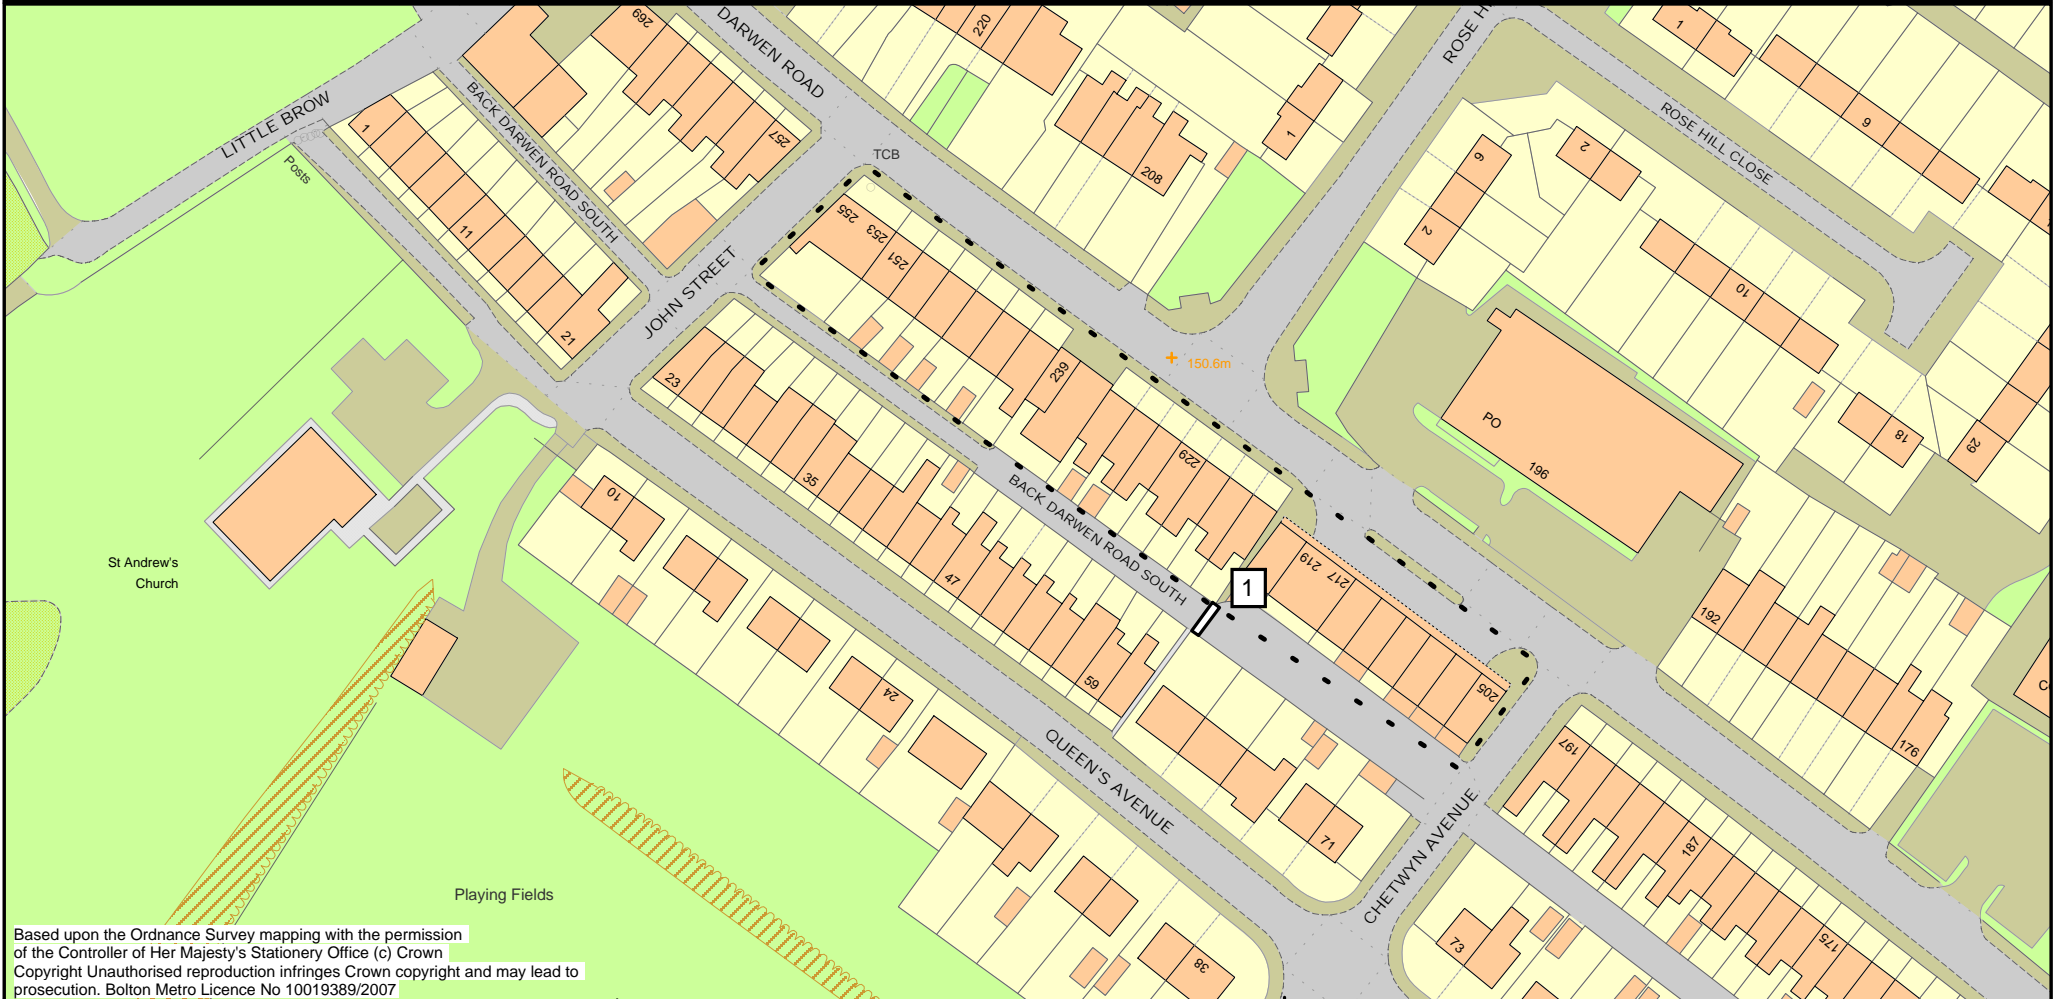 269
DARWEN ROAD
220
ROSE H
1
9
ROSE HILL CLOSE
LITTLE BROW
1
BACK DARWEN ROAD SOUTH
257
TCB
208
1
6
2
2
Posts
11
255
253
251
21
JOHN STREET
10
150.6m
239
23
PO
196
18
29
229
35
10
BACK DARWEN ROAD SOUTH
47
219
217
1
St Andrew's
Church
192
59
24
205
176
QUEEN'S AVENUE
197
71
CHETWYN AVENUE
187
Playing Fields
73
175
38
Based upon the Ordnance Survey mapping with the permission
of the Controller of Her Majesty's Stationery Office (c) Crown
Copyright Unauthorised reproduction infringes Crown copyright and may lead to
prosecution. Bolton Metro Licence No 10019389/2007